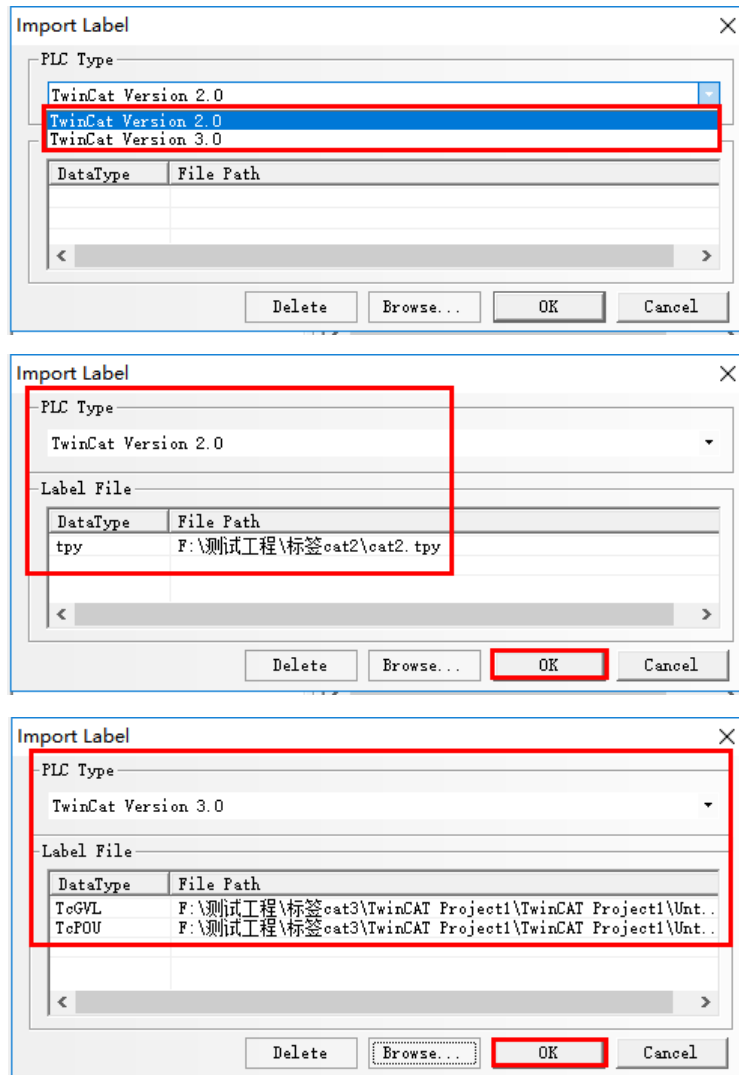 Import Label
PLC Type
TwinCat Version 2.0
TwinCat Version 2.0
TwinCat Version 3.0
DataType File Path
Delete Browse... OK Cancel
Import Label
PLC Type
TwinCat Version 2.0
Label File
DataType File Path
tpy F:\测试工程\标签cat2\cat2.tpy
Delete Browse... OK Cancel
Import Label
PLC Type
TwinCat Version 3.0
Label File
DataType File Path
TcGVL F:\测试工程\标签cat3\TwinCAT Project1\TwinCAT Project1\Unt..
TcPOU F:\测试工程\标签cat3\TwinCAT Project1\TwinCAT Project1\Unt..
Delete Browse... OK Cancel